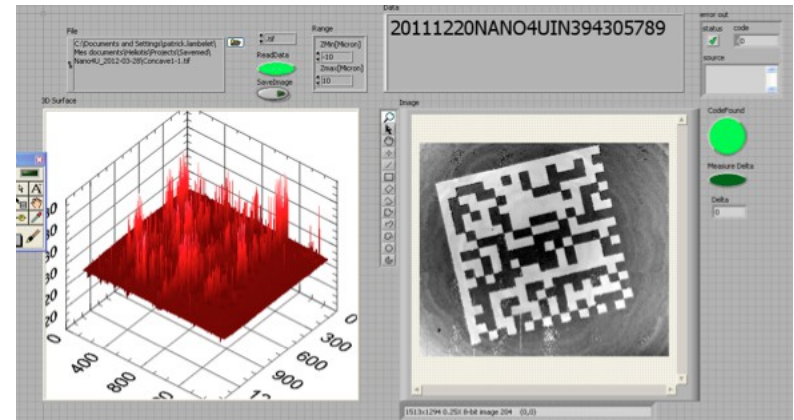 Data
20111220NANO4UIN394305789
error out
status code
0
source
File
C:\Documents and Settings\patrick.lambelet\
Mes documents\Heliotis\Projects\Savemed\
Nano4U_2012-03-28\Concave1-1.tif
.tif
ReadData
SaveImage
Range
ZMin[Micron]
-10
Zmax[Micron]
10
3D Surface
Image
CodeFound
Measure Delta
Delta
0
0
400
800
0
300
600
900
1513x1294 0.25X 8-bit image 204 (0,0)